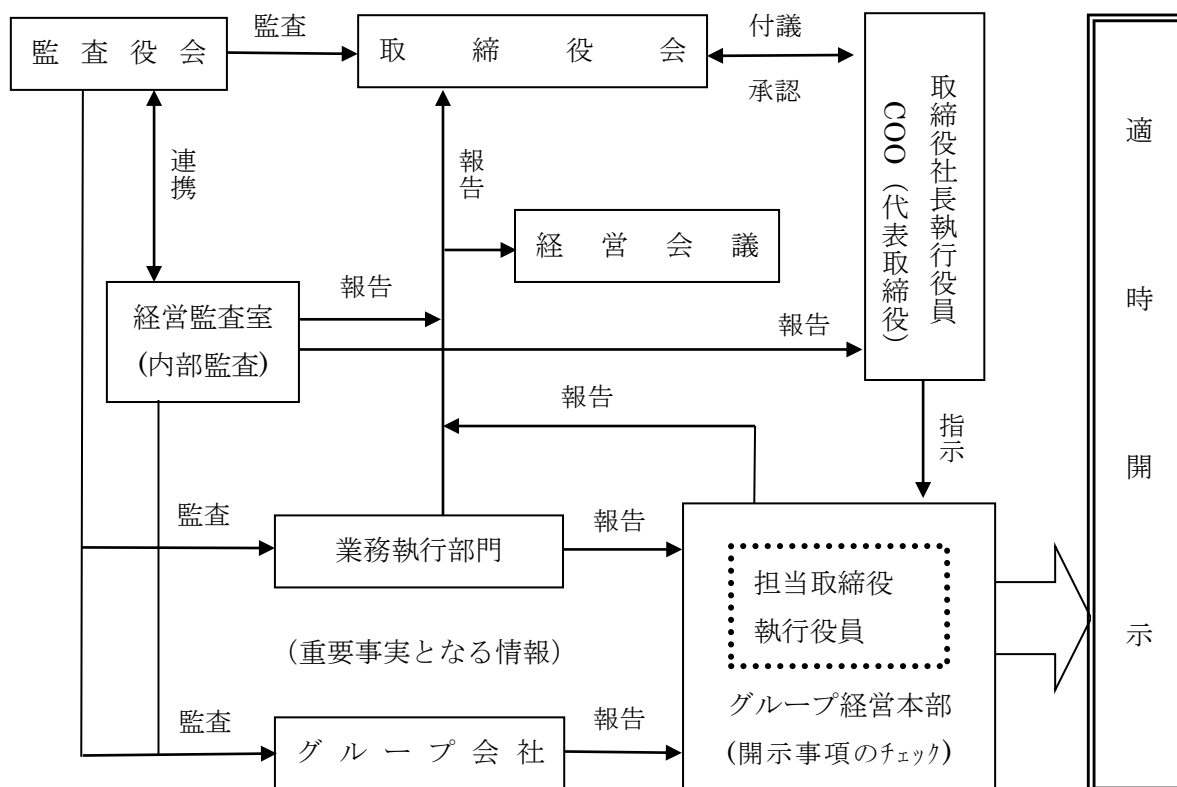 監査役会
監査
取締役会
付議
承認
取締役社長執行役員
COO（代表取締役）
適時開示
連携
報告
経営会議
経営監査室
(内部監査)
報告
報告
報告
指示
監査
業務執行部門
報告
担当取締役
執行役員
（重要事実となる情報）
グループ経営本部
(開示事項のチェック)
監査
グループ会社
報告